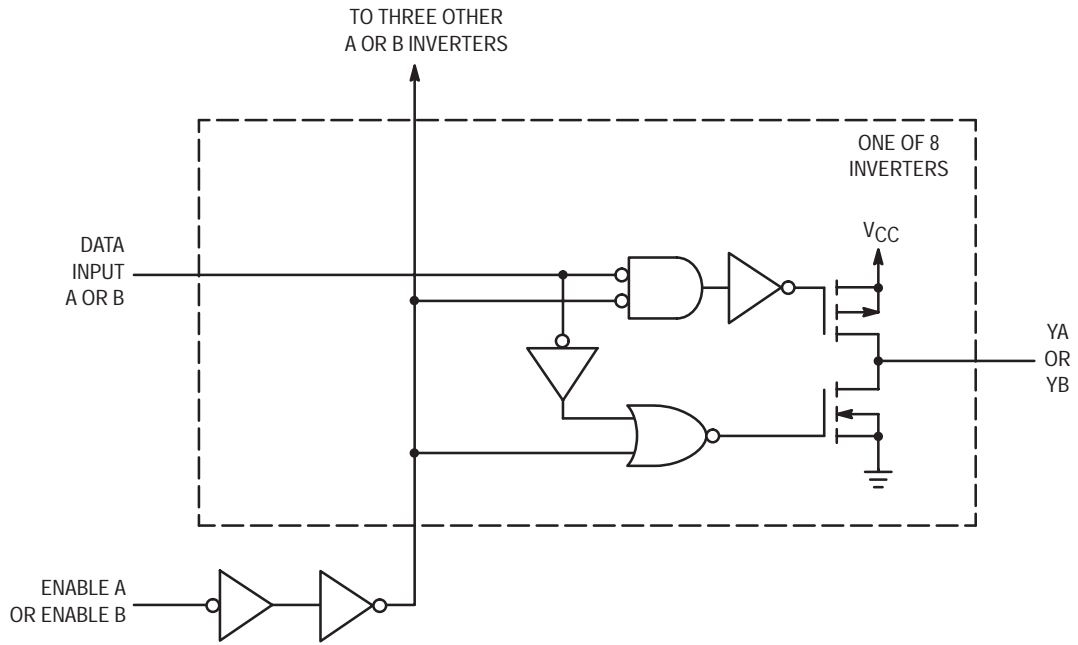 TO THREE OTHER
A OR B INVERTERS
ONE OF 8
INVERTERS
DATA
INPUT
A OR B
VCC
YA
OR
YB
ENABLE A
OR ENABLE B